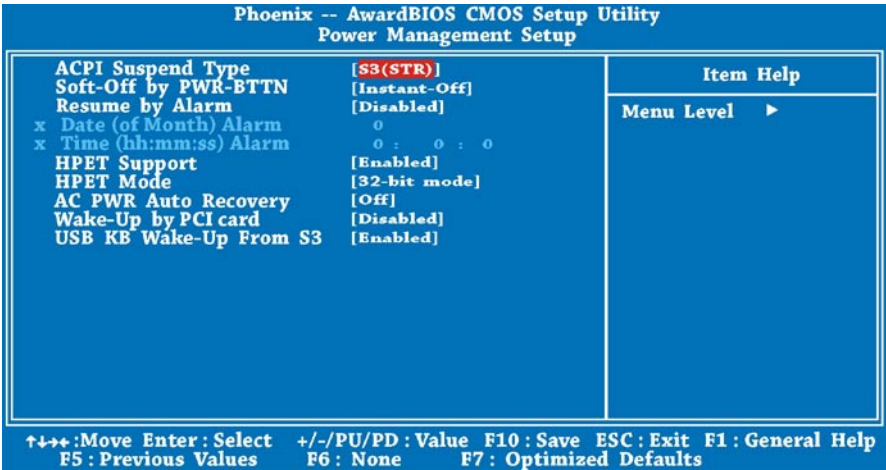 Phoenix -- AwardBIOS CMOS Setup Utility
Power Management Setup
ACPI Suspend Type [S3(STR)]
Soft-Off by PWR-BTTN [Instant-Off]
Resume by Alarm [Disabled]
x Date (of Month) Alarm 0
x Time (hh:mm:ss) Alarm 0 : 0 : 0
HPET Support [Enabled]
HPET Mode [32-bit mode]
AC PWR Auto Recovery [Off]
Wake-Up by PCI card [Disabled]
USB KB Wake-Up From S3 [Enabled]
Item Help
Menu Level ►
↑↓→←:Move Enter : Select +/-/PU/PD : Value F10 : Save ESC : Exit F1 : General Help
F5 : Previous Values F6 : None F7 : Optimized Defaults